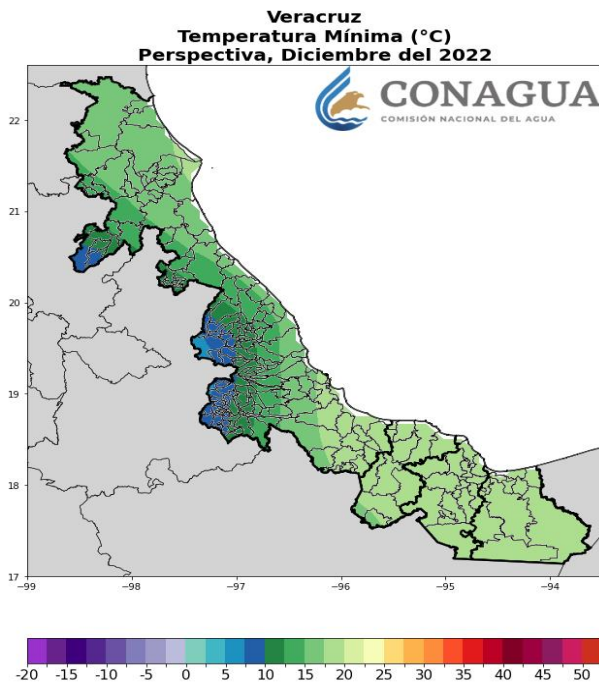 Veracruz
Temperatura Mínima (°C)
Perspectiva, Diciembre del 2022
CONAGUA
COMISIÓN NACIONAL DEL AGUA
22
21
20
19
18
17
−99 −98 −97 −96 −95 −94
-20 -15 -10 -5 0 5 10 15 20 25 30 35 40 45 50